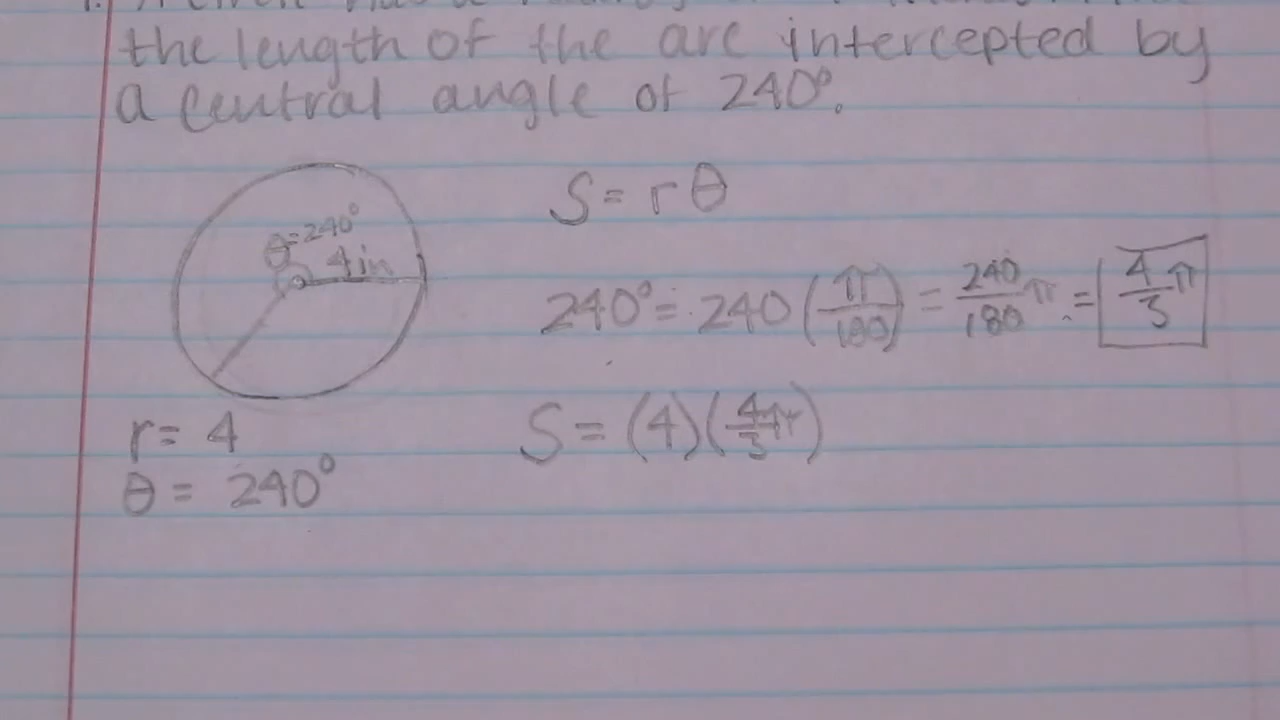 the length of the arc intercepted by
a central angle of 240°.
S = rθ
θ=240°
4in
240° = 240 (π/180) = 240/180 π = 4/3 π
r = 4
S = (4)(4/3 π)
θ = 240°